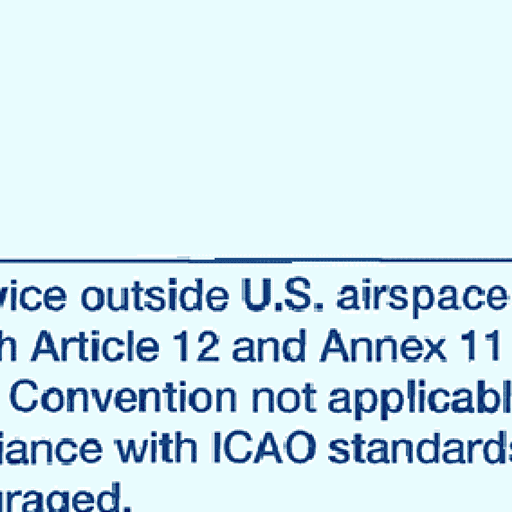 vice outside U.S. airspace
h Article 12 and Annex 11
Convention not applicabl
iance with ICAO standards
uraged.